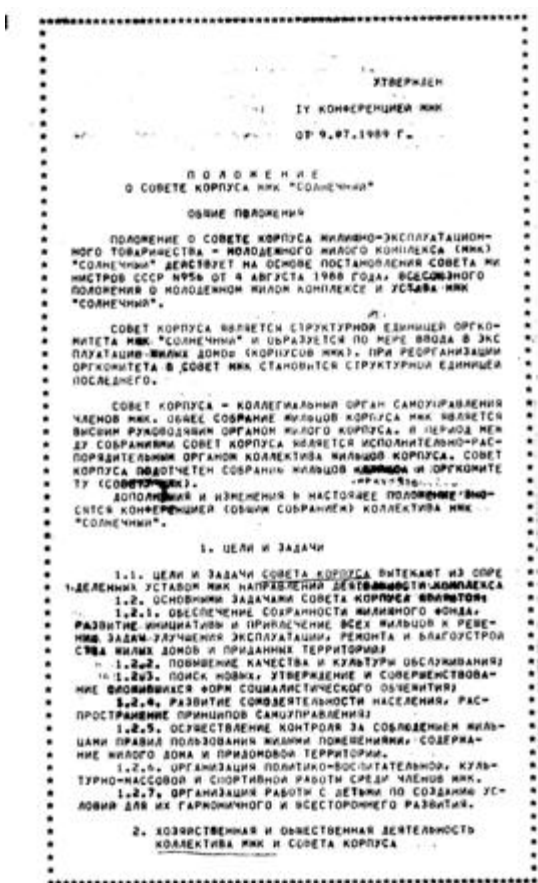 УТВЕРЖДЕН
IY КОНФЕРЕНЦИЕЙ МЖК
ОТ 9.07.1989 Г.
П О Л О Ж Е Н И Е
О СОВЕТЕ КОРПУСА МЖК "СОЛНЕЧНЫЙ"
ОБЩИЕ ПОЛОЖЕНИЯ
ПОЛОЖЕНИЕ О СОВЕТЕ КОРПУСА ЖИЛИЩНО-ЭКСПЛУАТАЦИОН-
НОГО ТОВАРИЩЕСТВА - МОЛОДЕЖНОГО ЖИЛОГО КОМПЛЕКСА (МЖК)
"СОЛНЕЧНЫЙ" ДЕЙСТВУЕТ НА ОСНОВЕ ПОСТАНОВЛЕНИЯ СОВЕТА МИ
НИСТРОВ СССР №956 ОТ 4 АВГУСТА 1988 ГОДА, ВСЕСОЮЗНОГО
ПОЛОЖЕНИЯ О МОЛОДЕЖНОМ ЖИЛОМ КОМПЛЕКСЕ И УСТАВА МЖК
"СОЛНЕЧНЫЙ".
СОВЕТ КОРПУСА ЯВЛЯЕТСЯ СТРУКТУРНОЙ ЕДИНИЦЕЙ ОРГКО-
МИТЕТА МЖК "СОЛНЕЧНЫЙ" И ОБРАЗУЕТСЯ ПО МЕРЕ ВВОДА В ЭКС
ПЛУАТАЦИЮ ЖИЛЫХ ДОМОВ (КОРПУСОВ МЖК). ПРИ РЕОРГАНИЗАЦИИ
ОРГКОМИТЕТА В СОВЕТ МЖК СТАНОВИТСЯ СТРУКТУРНОЙ ЕДИНИЦЕЙ
ПОСЛЕДНЕГО.
СОВЕТ КОРПУСА - КОЛЛЕГИАЛЬНЫЙ ОРГАН САМОУПРАВЛЕНИЯ
ЧЛЕНОВ МЖК. ОБЩЕЕ СОБРАНИЕ ЖИЛЬЦОВ КОРПУСА МЖК ЯВЛЯЕТСЯ
ВЫСШИМ РУКОВОДЯЩИМ ОРГАНОМ ЖИЛОГО КОРПУСА. В ПЕРИОД МЕЖ
ДУ СОБРАНИЯМИ СОВЕТ КОРПУСА ЯВЛЯЕТСЯ ИСПОЛНИТЕЛЬНО-РАС-
ПОРЯДИТЕЛЬНЫМ ОРГАНОМ КОЛЛЕКТИВА ЖИЛЬЦОВ КОРПУСА. СОВЕТ
КОРПУСА ПОДОТЧЕТЕН СОБРАНИЮ ЖИЛЬЦОВ И ОРГКОМИТЕ
ТУ (СОВЕТУ МЖК).
ДОПОЛНЕНИЯ И ИЗМЕНЕНИЯ В НАСТОЯЩЕЕ ПОЛОЖЕНИЕ ВНО-
СЯТСЯ КОНФЕРЕНЦИЕЙ (ОБЩИМ СОБРАНИЕМ) КОЛЛЕКТИВА МЖК
"СОЛНЕЧНЫЙ".
1. ЦЕЛИ И ЗАДАЧИ
1.1. ЦЕЛИ И ЗАДАЧИ СОВЕТА КОРПУСА ВЫТЕКАЮТ ИЗ ОПРЕ
ДЕЛЕННЫХ УСТАВОМ МЖК НАПРАВЛЕНИЙ ДЕЯТЕЛЬНОСТИ КОМПЛЕКСА
1.2. ОСНОВНЫМИ ЗАДАЧАМИ СОВЕТА КОРПУСА ЯВЛЯЮТСЯ:
1.2.1. ОБЕСПЕЧЕНИЕ СОХРАННОСТИ ЖИЛИЩНОГО ФОНДА,
РАЗВИТИЕ ИНИЦИАТИВЫ И ПРИВЛЕЧЕНИЕ ВСЕХ ЖИЛЬЦОВ К РЕШЕ-
НИЮ ЗАДАЧ УЛУЧШЕНИЯ ЭКСПЛУАТАЦИИ, РЕМОНТА И БЛАГОУСТРОЙ
СТВА ЖИЛЫХ ДОМОВ И ПРИДАННЫХ ТЕРРИТОРИЙ;
1.2.2. ПОВЫШЕНИЕ КАЧЕСТВА И КУЛЬТУРЫ ОБСЛУЖИВАНИЯ;
1.2.3. ПОИСК НОВЫХ, УТВЕРЖДЕНИЕ И СОВЕРШЕНСТВОВА-
НИЕ СЛОЖИВШИХСЯ ФОРМ СОЦИАЛИСТИЧЕСКОГО ОБЩЕЖИТИЯ;
1.2.4. РАЗВИТИЕ САМОДЕЯТЕЛЬНОСТИ НАСЕЛЕНИЯ, РАС-
ПРОСТРАНЕНИЕ ПРИНЦИПОВ САМОУПРАВЛЕНИЯ;
1.2.5. ОСУЩЕСТВЛЕНИЕ КОНТРОЛЯ ЗА СОБЛЮДЕНИЕМ ЖИЛЬ-
ЦАМИ ПРАВИЛ ПОЛЬЗОВАНИЯ ЖИЛЫМИ ПОМЕЩЕНИЯМИ, СОДЕРЖА-
НИЕ ЖИЛОГО ДОМА И ПРИДОМОВОЙ ТЕРРИТОРИИ.
1.2.6. ОРГАНИЗАЦИЯ ПОЛИТИКО-ВОСПИТАТЕЛЬНОЙ, КУЛЬ-
ТУРНО-МАССОВОЙ И СПОРТИВНОЙ РАБОТЫ СРЕДИ ЧЛЕНОВ МЖК.
1.2.7. ОРГАНИЗАЦИЯ РАБОТЫ С ДЕТЬМИ ПО СОЗДАНИЮ УС-
ЛОВИЙ ДЛЯ ИХ ГАРМОНИЧНОГО И ВСЕСТОРОННЕГО РАЗВИТИЯ.
2. ХОЗЯЙСТВЕННАЯ И ОБЩЕСТВЕННАЯ ДЕЯТЕЛЬНОСТЬ
КОЛЛЕКТИВА МЖК И СОВЕТА КОРПУСА